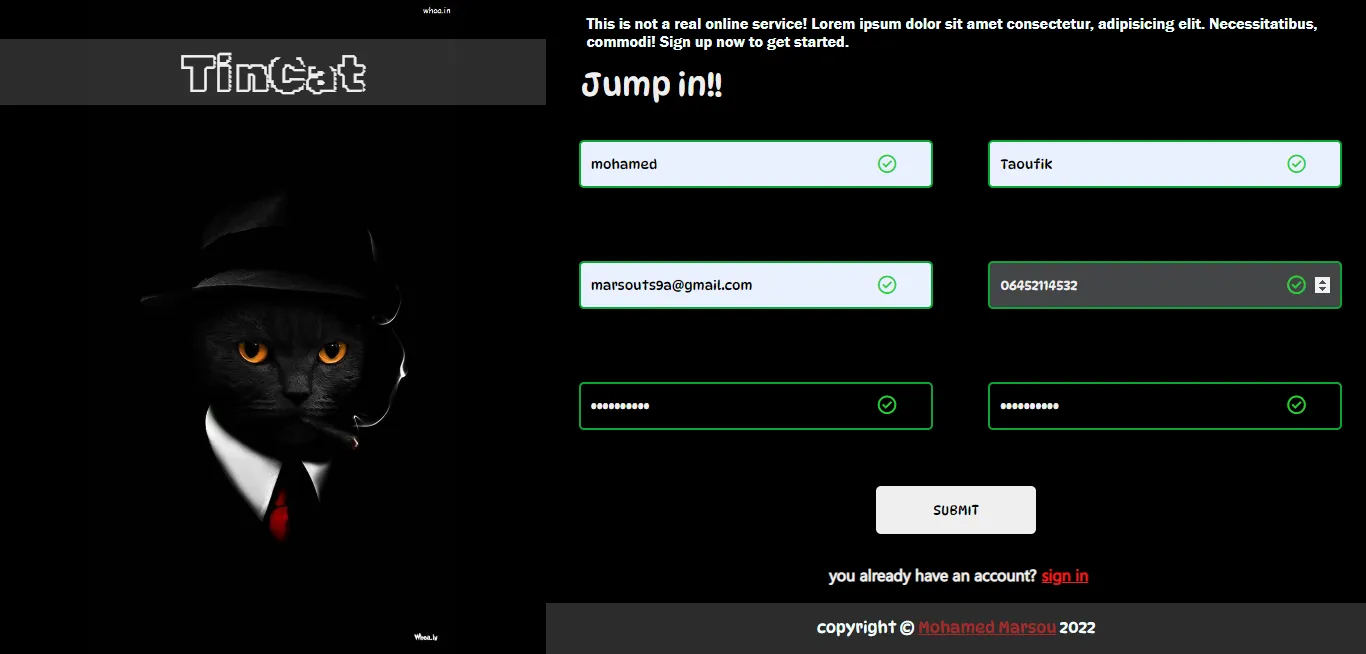 whoa.in
TinCat
Whoa.iv
This is not a real online service! Lorem ipsum dolor sit amet consectetur, adipisicing elit. Necessitatibus,
commodi! Sign up now to get started.
Jump in!!
mohamed
Taoufik
marsouts9a@gmail.com
06452114532
••••••••••
••••••••••
SUBMIT
you already have an account? sign in
copyright © Mohamed Marsou 2022